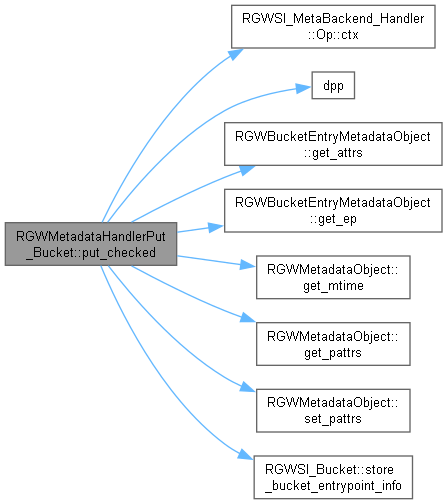 RGWSI_MetaBackend_Handler
::Op::ctx
dpp
RGWBucketEntryMetadataObject
::get_attrs
RGWBucketEntryMetadataObject
::get_ep
RGWMetadataHandlerPut
_Bucket::put_checked
RGWMetadataObject::
get_mtime
RGWMetadataObject::
get_pattrs
RGWMetadataObject::
set_pattrs
RGWSI_Bucket::store
_bucket_entrypoint_info